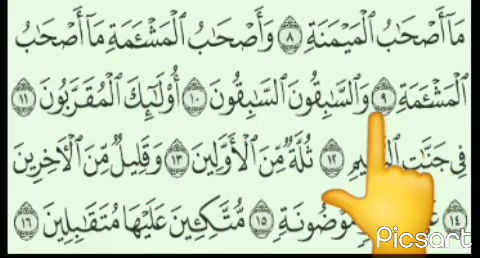 مَآ أَصۡحَٰبُ ٱلۡمَيۡمَنَةِ ٨ وَأَصۡحَٰبُ ٱلۡمَشۡـَٔمَةِ مَآ أَصۡحَٰبُ
ٱلۡمَشۡـَٔمَةِ ٩ وَٱلسَّٰبِقُونَ ٱلسَّٰبِقُونَ ١٠ أُوْلَٰٓئِكَ ٱلۡمُقَرَّبُونَ ١١
فِي جَنَّٰتِ ١٢ ثُلَّةٞ مِّنَ ٱلۡأَوَّلِينَ ١٣ وَقَلِيلٞ مِّنَ ٱلۡأٓخِرِينَ
١٤ مَّوۡضُونَةٖ ١٥ مُّتَّكِـِٔينَ عَلَيۡهَا مُتَقَٰبِلِينَ ١٦
Picsart